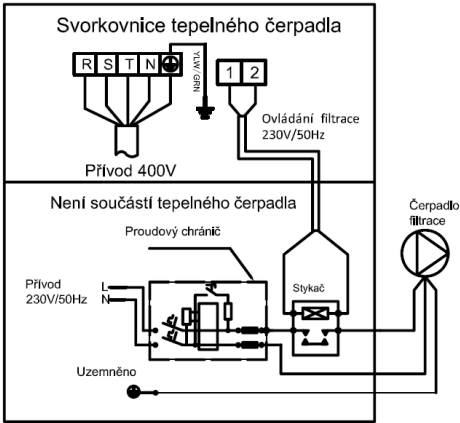 Svorkovnice tepelného čerpadla
R S T N
YLW/GRN
1 2
Ovládání filtrace
230V/50Hz
Přívod 400V
Není součástí tepelného čerpadla
Proudový chránič
Čerpadlo
filtrace
Přívod
230V/50Hz
L
N
Stykač
Uzemněno